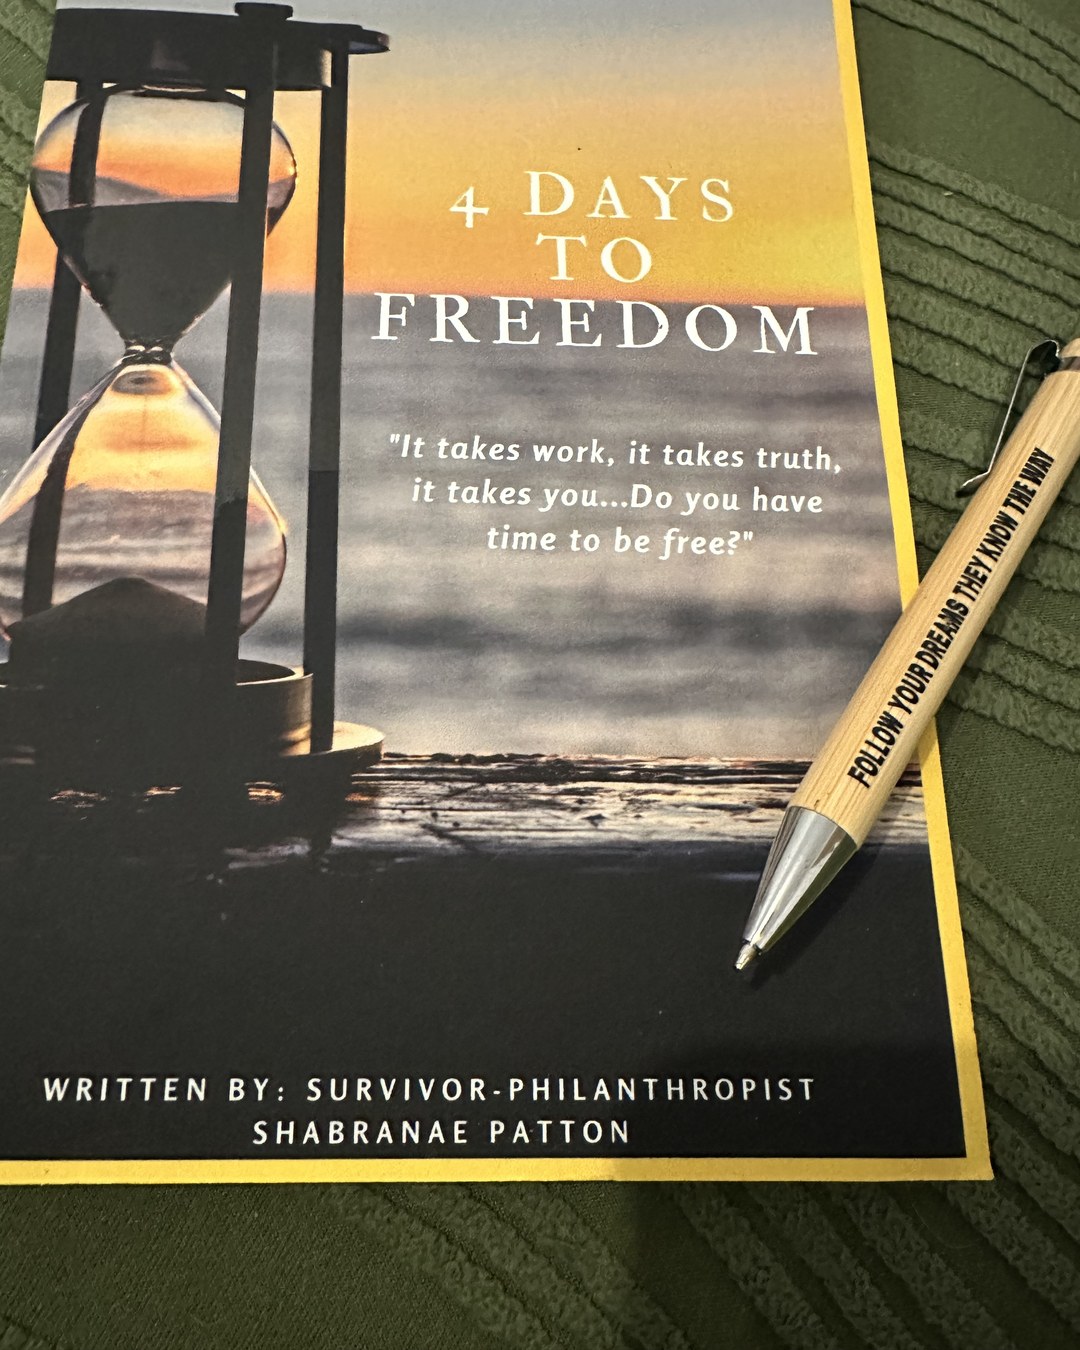 4 DAYS
TO
FREEDOM
"It takes work, it takes truth,
it takes you...Do you have
time to be free?"
FOLLOW YOUR DREAMS THEY KNOW THE WAY
WRITTEN BY: SURVIVOR-PHILANTHROPIST
SHABRANAE PATTON